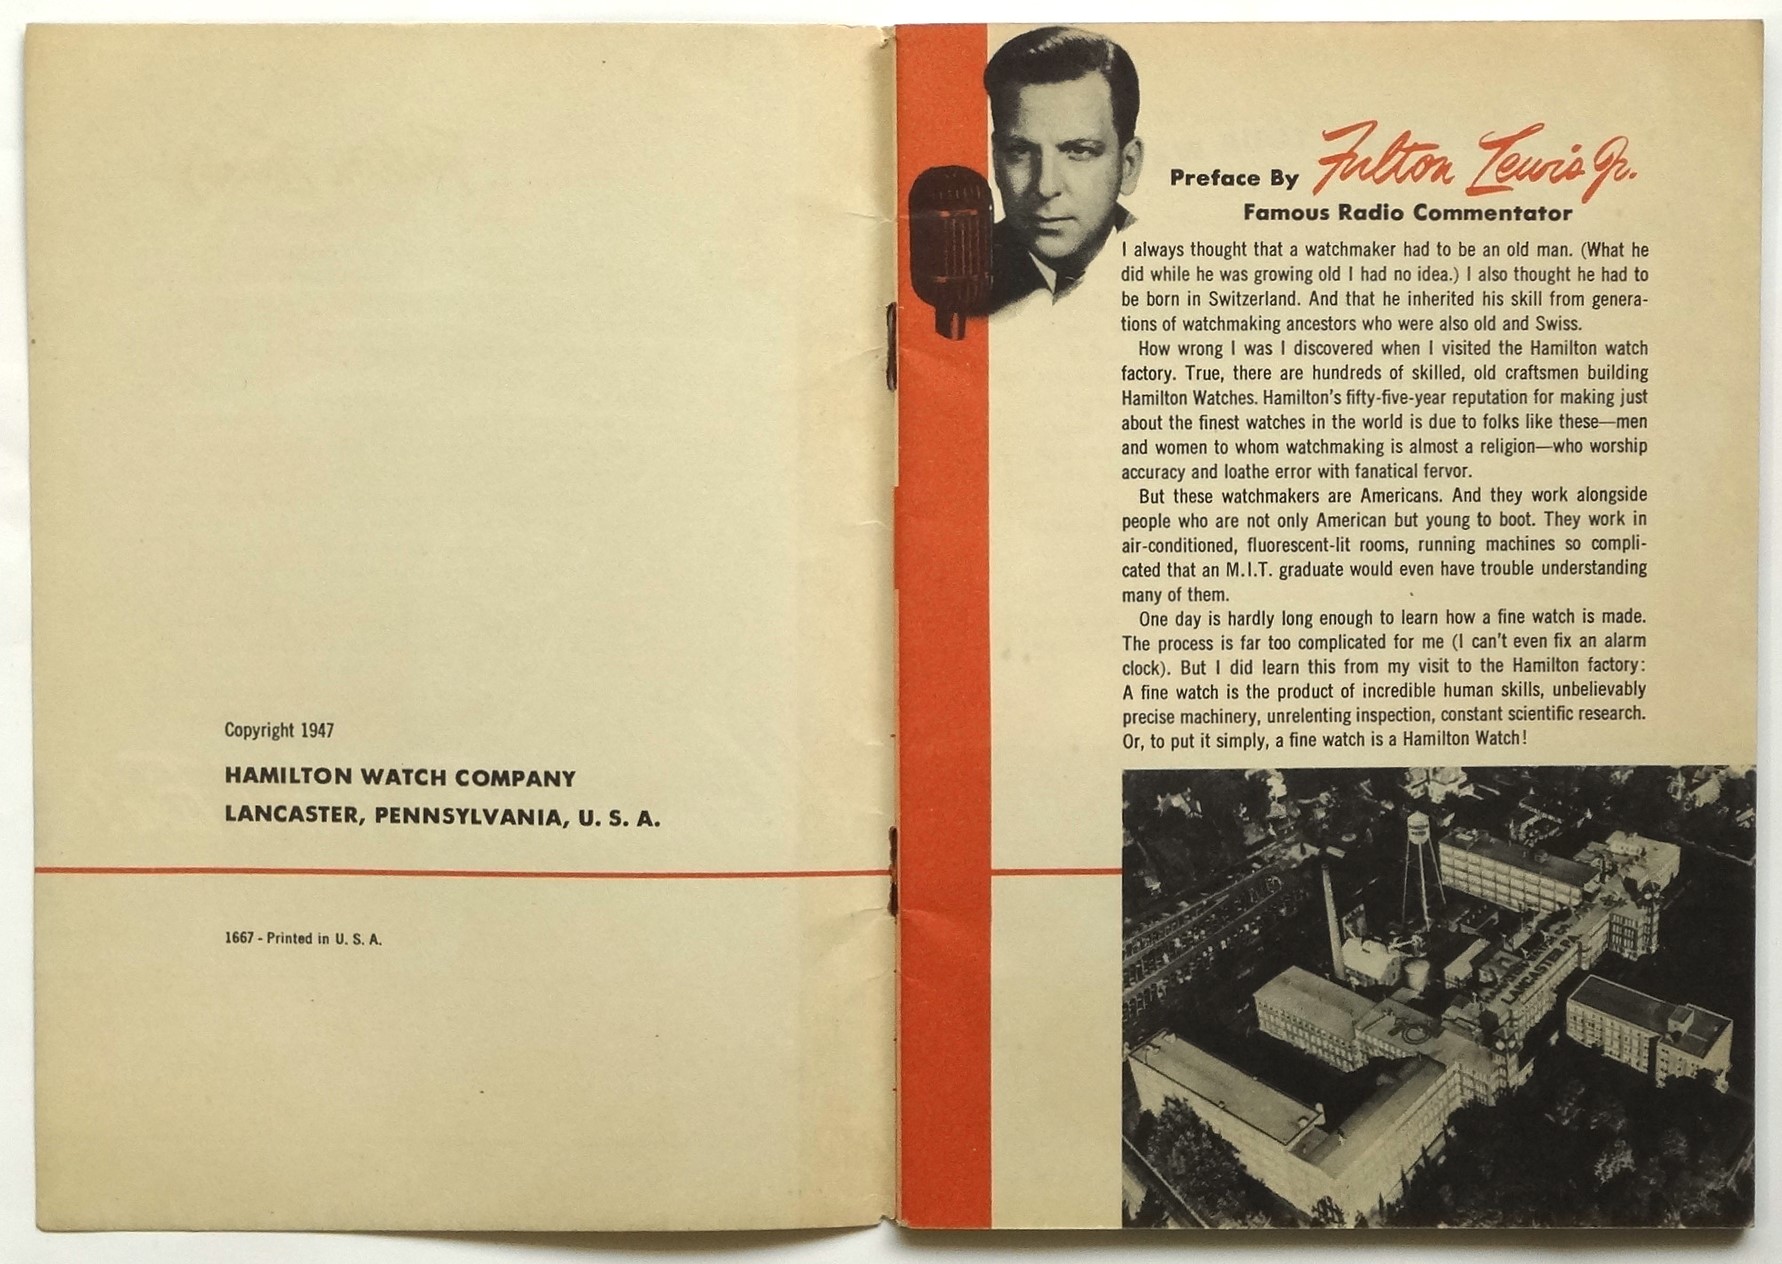 Copyright 1947
HAMILTON WATCH COMPANY
LANCASTER, PENNSYLVANIA, U. S. A.
1667 - Printed in U. S. A.
Preface By Fulton Lewis Jr.
Famous Radio Commentator
I always thought that a watchmaker had to be an old man. (What he
did while he was growing old I had no idea.) I also thought he had to
be born in Switzerland. And that he inherited his skill from genera-
tions of watchmaking ancestors who were also old and Swiss.
How wrong I was I discovered when I visited the Hamilton watch
factory. True, there are hundreds of skilled, old craftsmen building
Hamilton Watches. Hamilton's fifty-five-year reputation for making just
about the finest watches in the world is due to folks like these—men
and women to whom watchmaking is almost a religion—who worship
accuracy and loathe error with fanatical fervor.
But these watchmakers are Americans. And they work alongside
people who are not only American but young to boot. They work in
air-conditioned, fluorescent-lit rooms, running machines so compli-
cated that an M.I.T. graduate would even have trouble understanding
many of them.
One day is hardly long enough to learn how a fine watch is made.
The process is far too complicated for me (I can't even fix an alarm
clock). But I did learn this from my visit to the Hamilton factory:
A fine watch is the product of incredible human skills, unbelievably
precise machinery, unrelenting inspection, constant scientific research.
Or, to put it simply, a fine watch is a Hamilton Watch!
LANCASTER